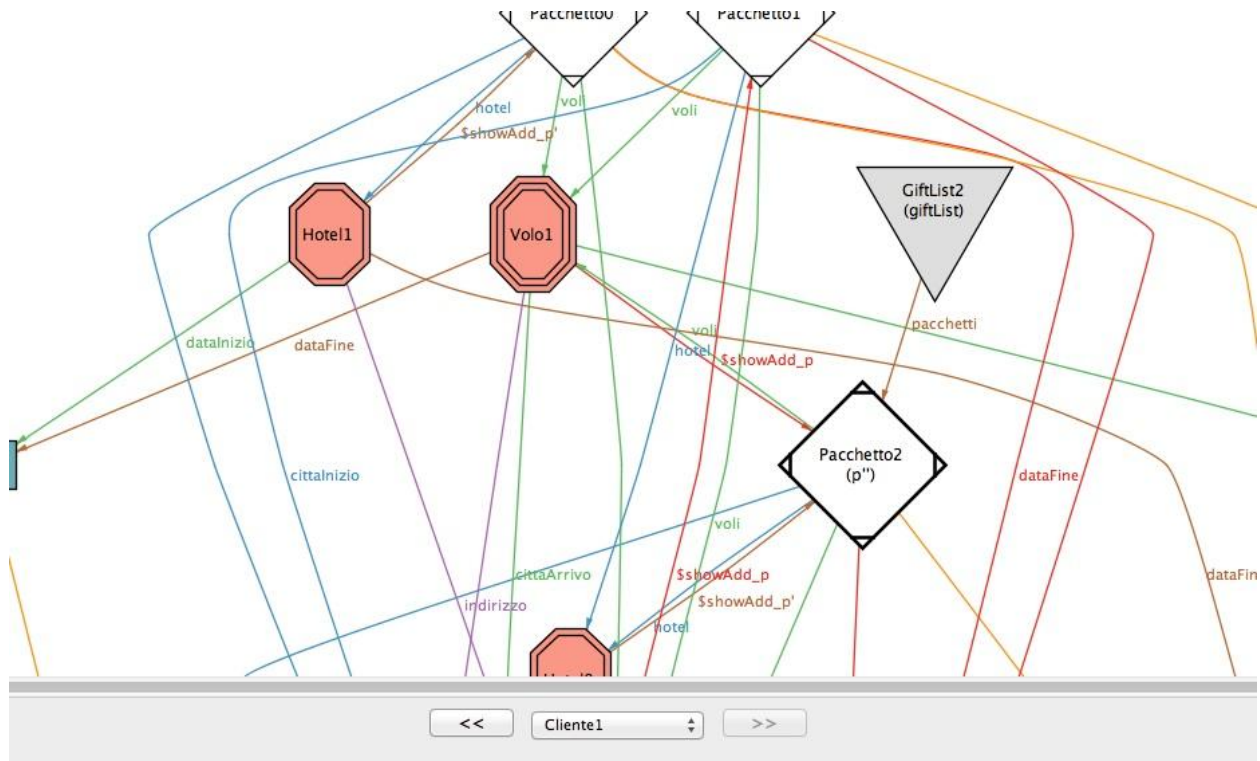 Pacchetto0
Pacchetto1
hotel
voli
voli
$showAdd_p'
GiftList2
(giftList)
Hotel1
Volo1
pacchetti
dataInizio
dataFine
voli
hotel
$showAdd_p
Pacchetto2
(p'')
cittaInizio
dataFine
voli
cittaArrivo
$showAdd_p
dataFin
indirizzo
$showAdd_p'
hotel
<<
Cliente1
>>